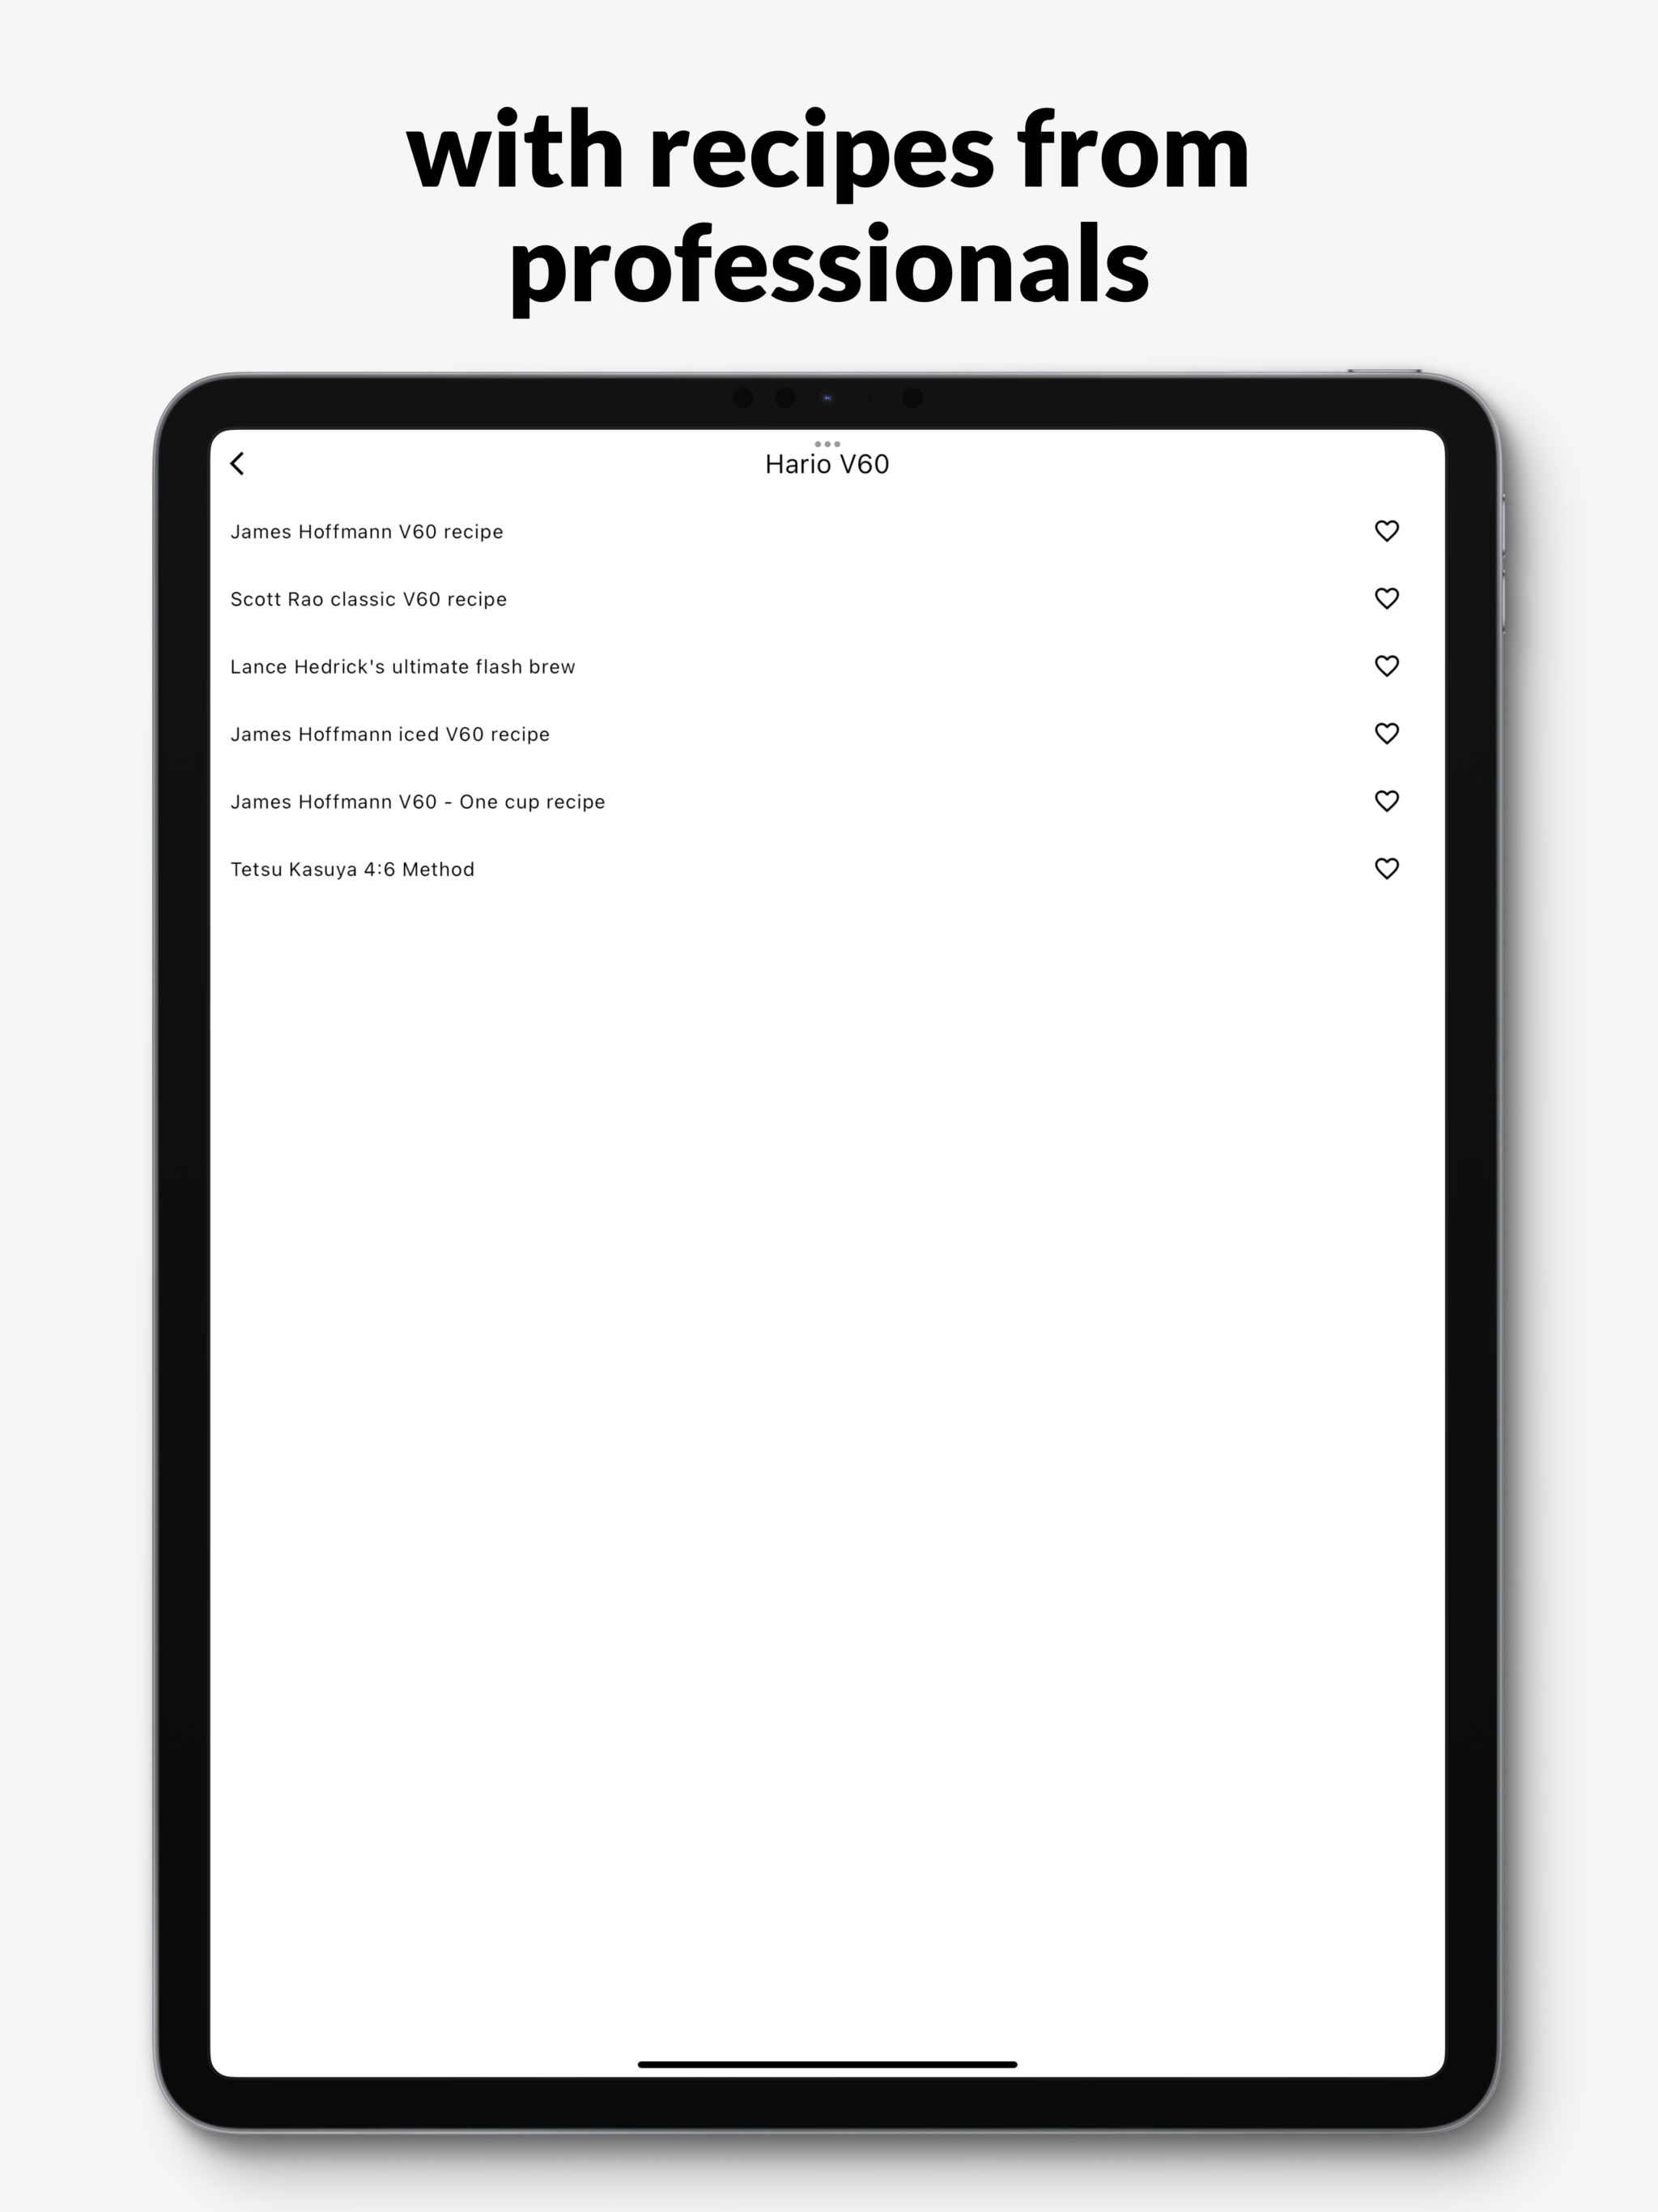 with recipes from
professionals
Hario V60
James Hoffmann V60 recipe
Scott Rao classic V60 recipe
Lance Hedrick's ultimate flash brew
James Hoffmann iced V60 recipe
James Hoffmann V60 - One cup recipe
Tetsu Kasuya 4:6 Method